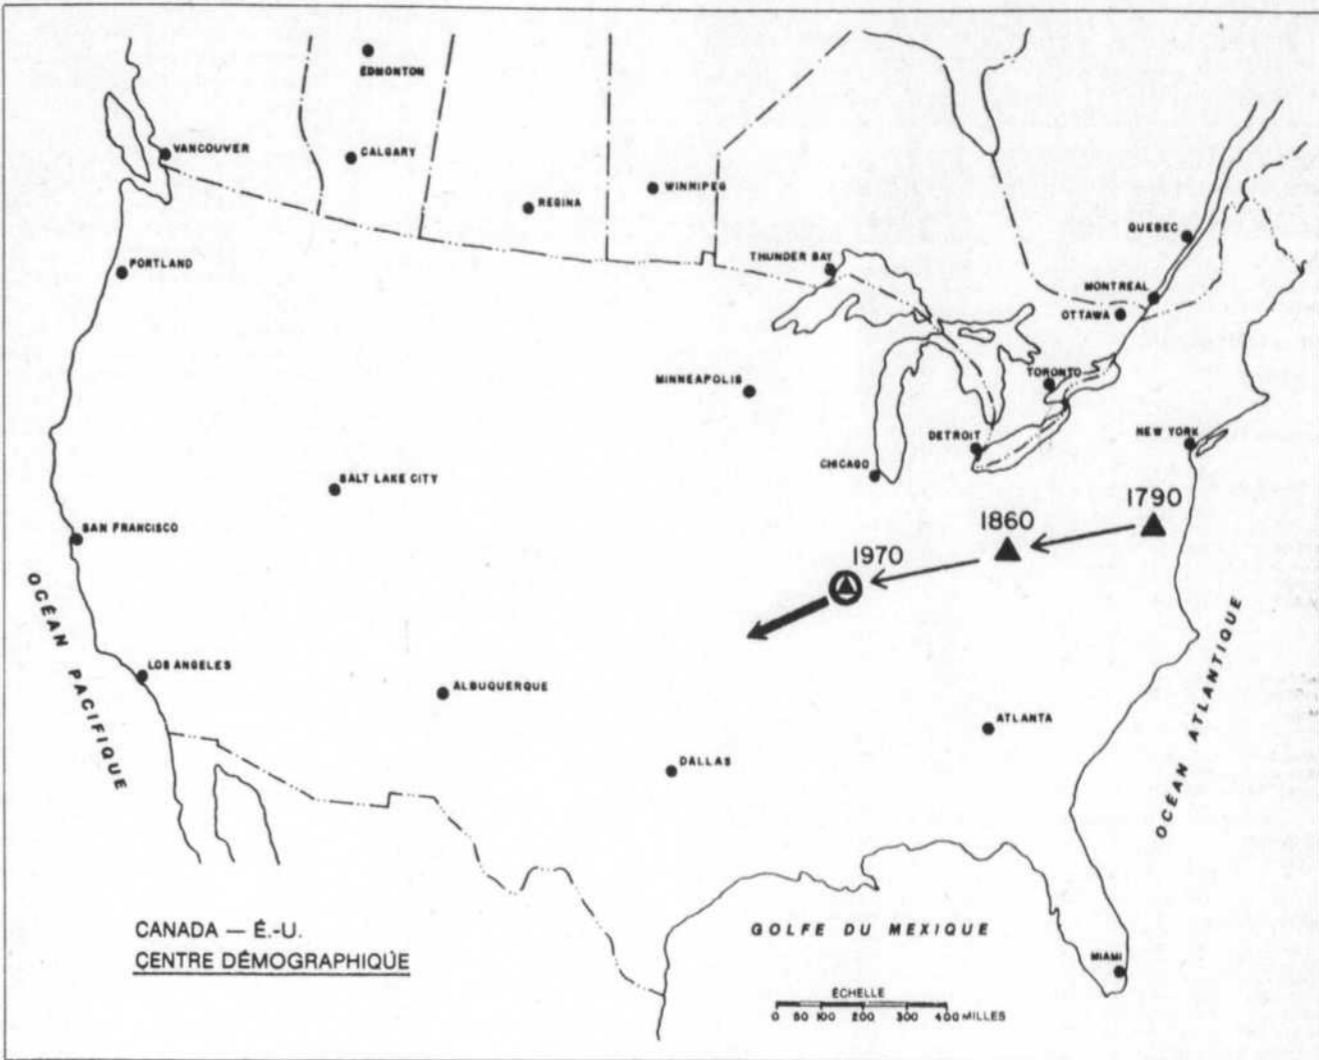 EDMONTON
VANCOUVER
CALGARY
WINNIPEG
REGINA
QUEBEC
THUNDER BAY
PORTLAND
MONTREAL
OTTAWA
TORONTO
MINNEAPOLIS
NEW YORK
DETROIT
CHICAGO
SALT LAKE CITY
1790
SAN FRANCISCO
1860
1970
OCÉAN PACIFIQUE
OCÉAN ATLANTIQUE
LOS ANGELES
ALBUQUERQUE
ATLANTA
DALLAS
CANADA — É.-U.
CENTRE DÉMOGRAPHIQUE
GOLFE DU MEXIQUE
MIAMI
ÉCHELLE
0 50 100 200 300 400 MILLES